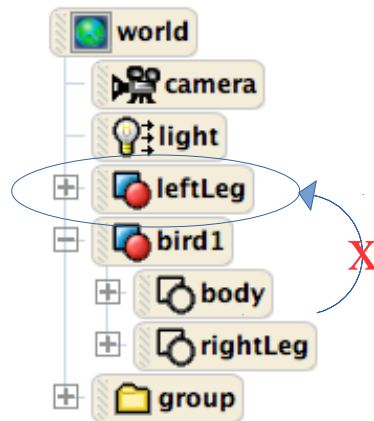 world
camera
light
leftLeg
bird1
X
body
rightLeg
group